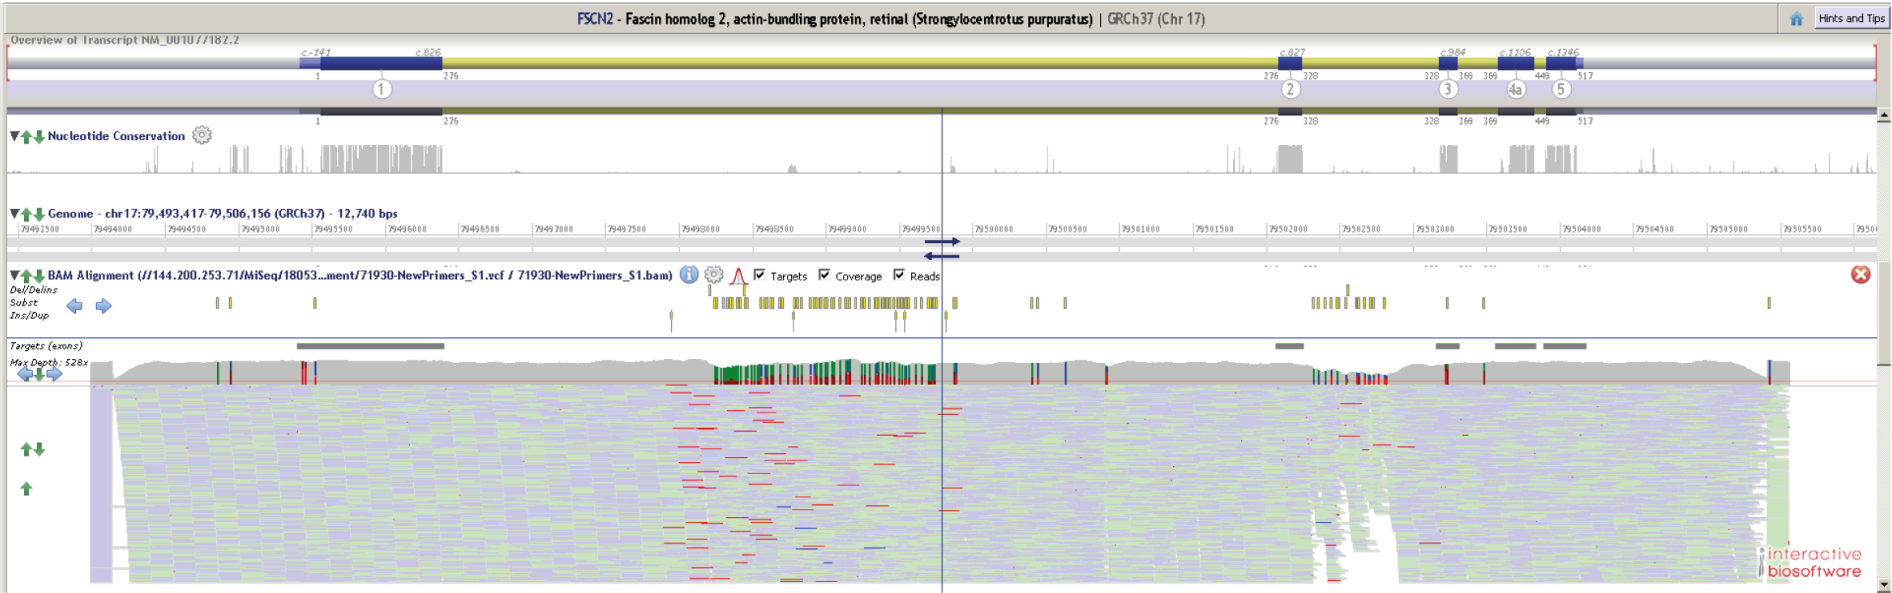 FSCN2 - Fascin homolog 2, actin-bundling protein, retinal (Strongylocentrotus purpuratus) | GRCh37 (Chr 17)
Hints and Tips
Overview of Transcript NM_001077182.2
c.-141 c.826 c.827 c.984 c.1106 c.1346
1 276 276 328 328 369 369 449 517
1 2 3 4a 5
1 276 276 328 328 369 369 449 517
Nucleotide Conservation
Genome - chr17:79,493,417-79,506,156 (GRCh37) - 12,740 bps
79493500 79494000 79494500 79495000 79495500 79496000 79496500 79497000 79497500 79498000 79498500 79499000 79499500 79500000 79500500 79501000 79501500 79502000 79502500 79503000 79503500 79504000 79504500 79505000 79505500
BAM Alignment (//144.200.253.71/MiSeq/18053...ment/71930-NewPrimers_S1.vcf / 71930-NewPrimers_S1.bam) Targets Coverage Reads
Del/Delins
Subst
Ins/Dup
Targets (exons)
Max Depth: 528x
interactive
biosoftware